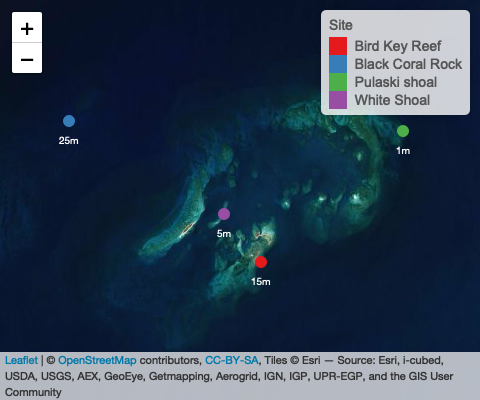 +
−
Site
Bird Key Reef
Black Coral Rock
Pulaski shoal
White Shoal
25m
1m
5m
15m
Leaflet | © OpenStreetMap contributors, CC-BY-SA, Tiles © Esri — Source: Esri, i-cubed,
USDA, USGS, AEX, GeoEye, Getmapping, Aerogrid, IGN, IGP, UPR-EGP, and the GIS User
Community